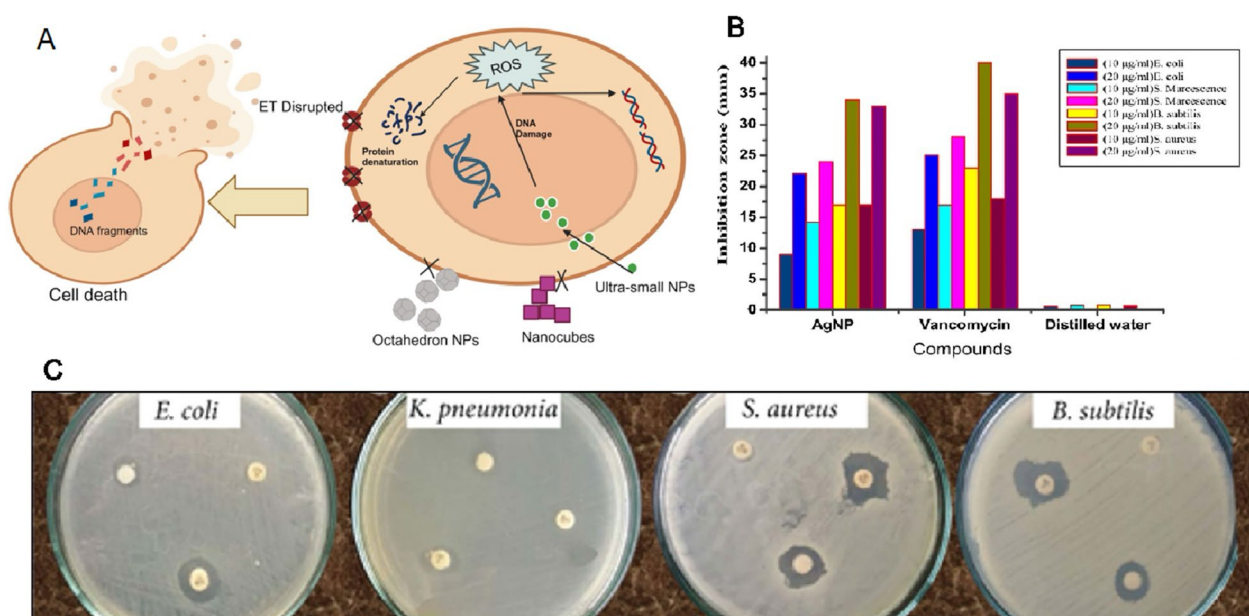 A
ET Disrupted
ROS
Protein
denaturation
DNA
Damage
DNA fragments
Cell death
Ultra-small NPs
Octahedron NPs
Nanocubes
B
Inhibition zone (mm)
40
35
30
25
20
15
10
5
0
AgNP
Vancomycin
Distilled water
Compounds
(10 µg/ml)E. coli
(20 µg/ml)E. coli
(10 µg/ml)S. Marcescence
(20 µg/ml)S. Marcescence
(10 µg/ml)B. subtilis
(20 µg/ml)B. subtilis
(10 µg/ml)S. aureus
(20 µg/ml)S. aureus
C
E. coli
K. pneumonia
S. aureus
B. subtilis